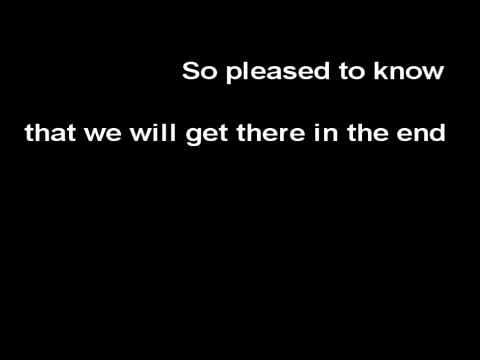 So pleased to know
that we will get there in the end